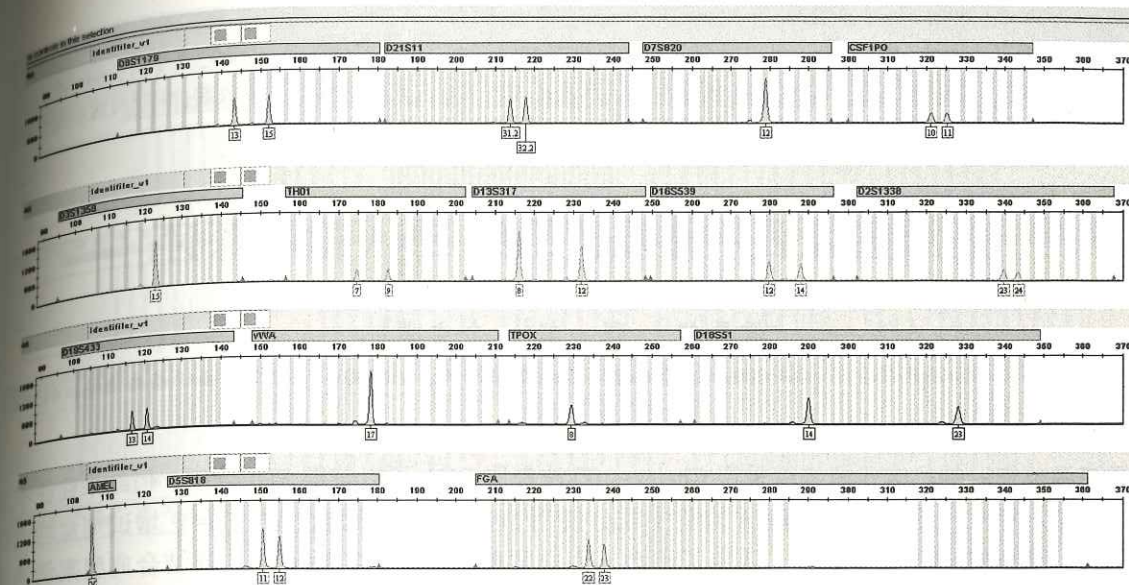 controls in this selection
Identifiler_v1
D8S1179 D21S11 D7S820 CSF1PO
100 110 120 130 140 150 160 170 180 190 200 210 220 230 240 250 260 270 280 290 300 310 320 330 340 350 360 370
13 15 31.2 32.2 12 10 11
Identifiler_v1
D3S1358 TH01 D13S317 D16S539 D2S1338
100 110 120 130 140 150 160 170 180 190 200 210 220 230 240 250 260 270 280 290 300 310 320 330 340 350 360 370
15 7 9 8 12 12 14 23 24
Identifiler_v1
D19S433 vWA TPOX D18S51
100 110 120 130 140 150 160 170 180 190 200 210 220 230 240 250 260 270 280 290 300 310 320 330 340 350 360 370
13 14 17 8 14 23
Identifiler_v1
AMEL D5S818 FGA
100 110 120 130 140 150 160 170 180 190 200 210 220 230 240 250 260 270 280 290 300 310 320 330 340 350 360 370
11 12 22 23